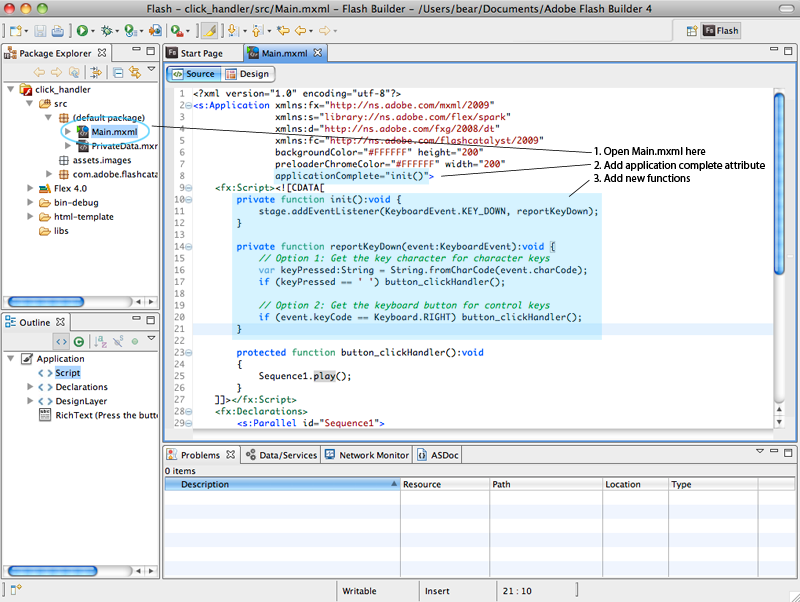 Flash - click_handler/src/Main.mxml - Flash Builder - /Users/bear/Documents/Adobe Flash Builder 4
Flash
Package Explorer
click_handler
src
(default package)
Main.mxml
PrivateData.mxr
assets.images
com.adobe.flashcata
Flex 4.0
bin-debug
html-template
libs
Outline
Application
Script
Declarations
DesignLayer
RichText (Press the butte
Start Page
Main.mxml
Source
Design
1 <?xml version="1.0" encoding="utf-8"?>
2 <s:Application xmlns:fx="http://ns.adobe.com/mxml/2009"
3 xmlns:s="library://ns.adobe.com/flex/spark"
4 xmlns:d="http://ns.adobe.com/fxg/2008/dt"
5 xmlns:fc="http://ns.adobe.com/flashcatalyst/2009"
6 backgroundColor="#FFFFFF" height="200"
7 preloaderChromeColor="#FFFFFF" width="200"
8 applicationComplete="init()">
9 <fx:Script><![CDATA[
10 private function init():void {
11 stage.addEventListener(KeyboardEvent.KEY_DOWN, reportKeyDown);
12 }
13
14 private function reportKeyDown(event:KeyboardEvent):void {
15 // Option 1: Get the key character for character keys
16 var keyPressed:String = String.fromCharCode(event.charCode);
17 if (keyPressed == ' ') button_clickHandler();
18
19 // Option 2: Get the keyboard button for control keys
20 if (event.keyCode == Keyboard.RIGHT) button_clickHandler();
21 }
22
23 protected function button_clickHandler():void
24 {
25 Sequence1.play();
26 }
27 ]]></fx:Script>
28 <fx:Declarations>
29 <s:Parallel id="Sequence1">
1. Open Main.mxml here
2. Add application complete attribute
3. Add new functions
Problems
Data/Services
Network Monitor
ASDoc
0 items
Description Resource Path Location Type
Writable Insert 21 : 10